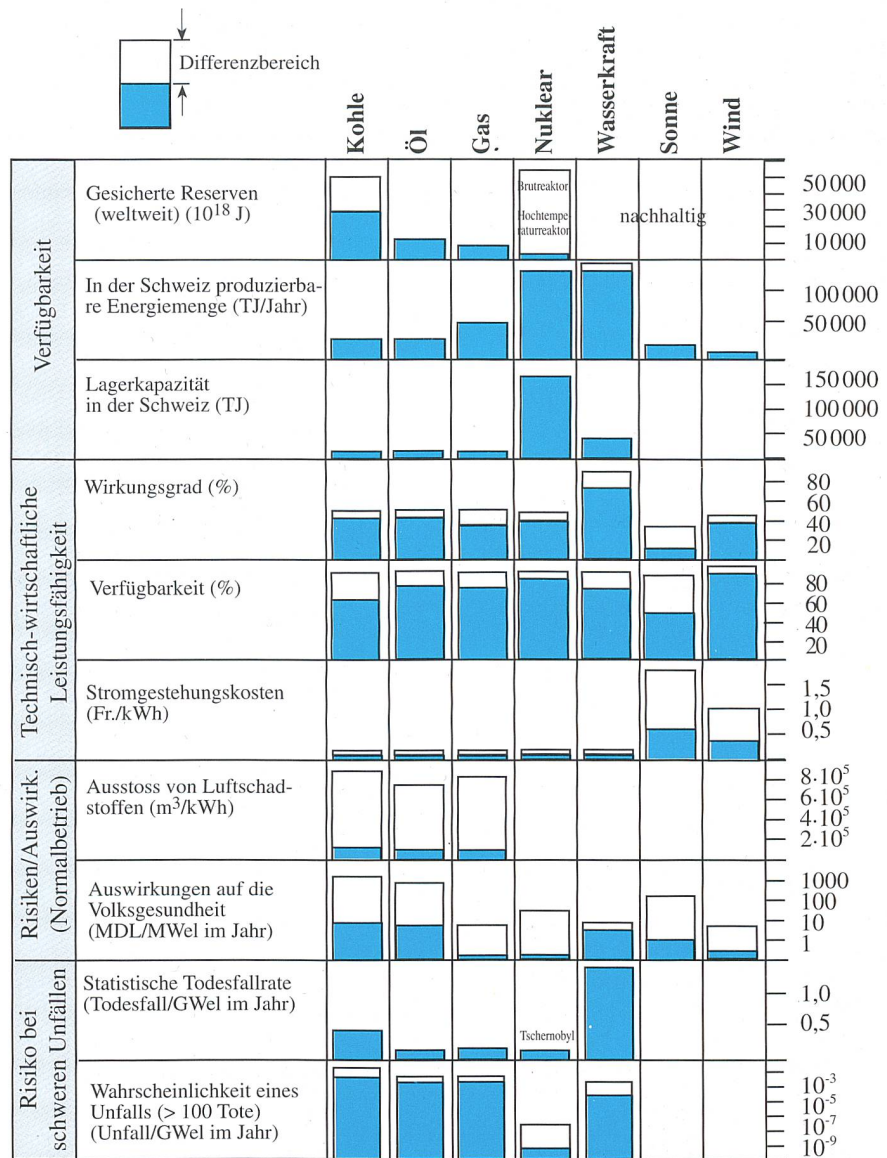 Differenzbereich
Kohle
Öl
Gas
Nuklear
Wasserkraft
Sonne
Wind
Verfügbarkeit
Gesicherte Reserven
(weltweit) (10¹⁸ J)
Brutreaktor
Hochtempe
raturreaktor
nachhaltig
50 000
30 000
10 000
In der Schweiz produzierba-
re Energiemenge (TJ/Jahr)
100 000
50 000
Lagerkapazität
in der Schweiz (TJ)
150 000
100 000
50 000
Technisch-wirtschaftliche
Leistungsfähigkeit
Wirkungsgrad (%)
80
60
40
20
Verfügbarkeit (%)
80
60
40
20
Stromgestehungskosten
(Fr./kWh)
1,5
1,0
0,5
Risiken/Auswirk.
(Normalbetrieb)
Ausstoss von Luftschad-
stoffen (m³/kWh)
8·10⁵
6·10⁵
4·10⁵
2·10⁵
Auswirkungen auf die
Volksgesundheit
(MDL/MWel im Jahr)
1000
100
10
1
Risiko bei
schweren Unfällen
Statistische Todesfallrate
(Todesfall/GWel im Jahr)
Tschernobyl
1,0
0,5
Wahrscheinlichkeit eines
Unfalls (> 100 Tote)
(Unfall/GWel im Jahr)
10⁻³
10⁻⁵
10⁻⁷
10⁻⁹